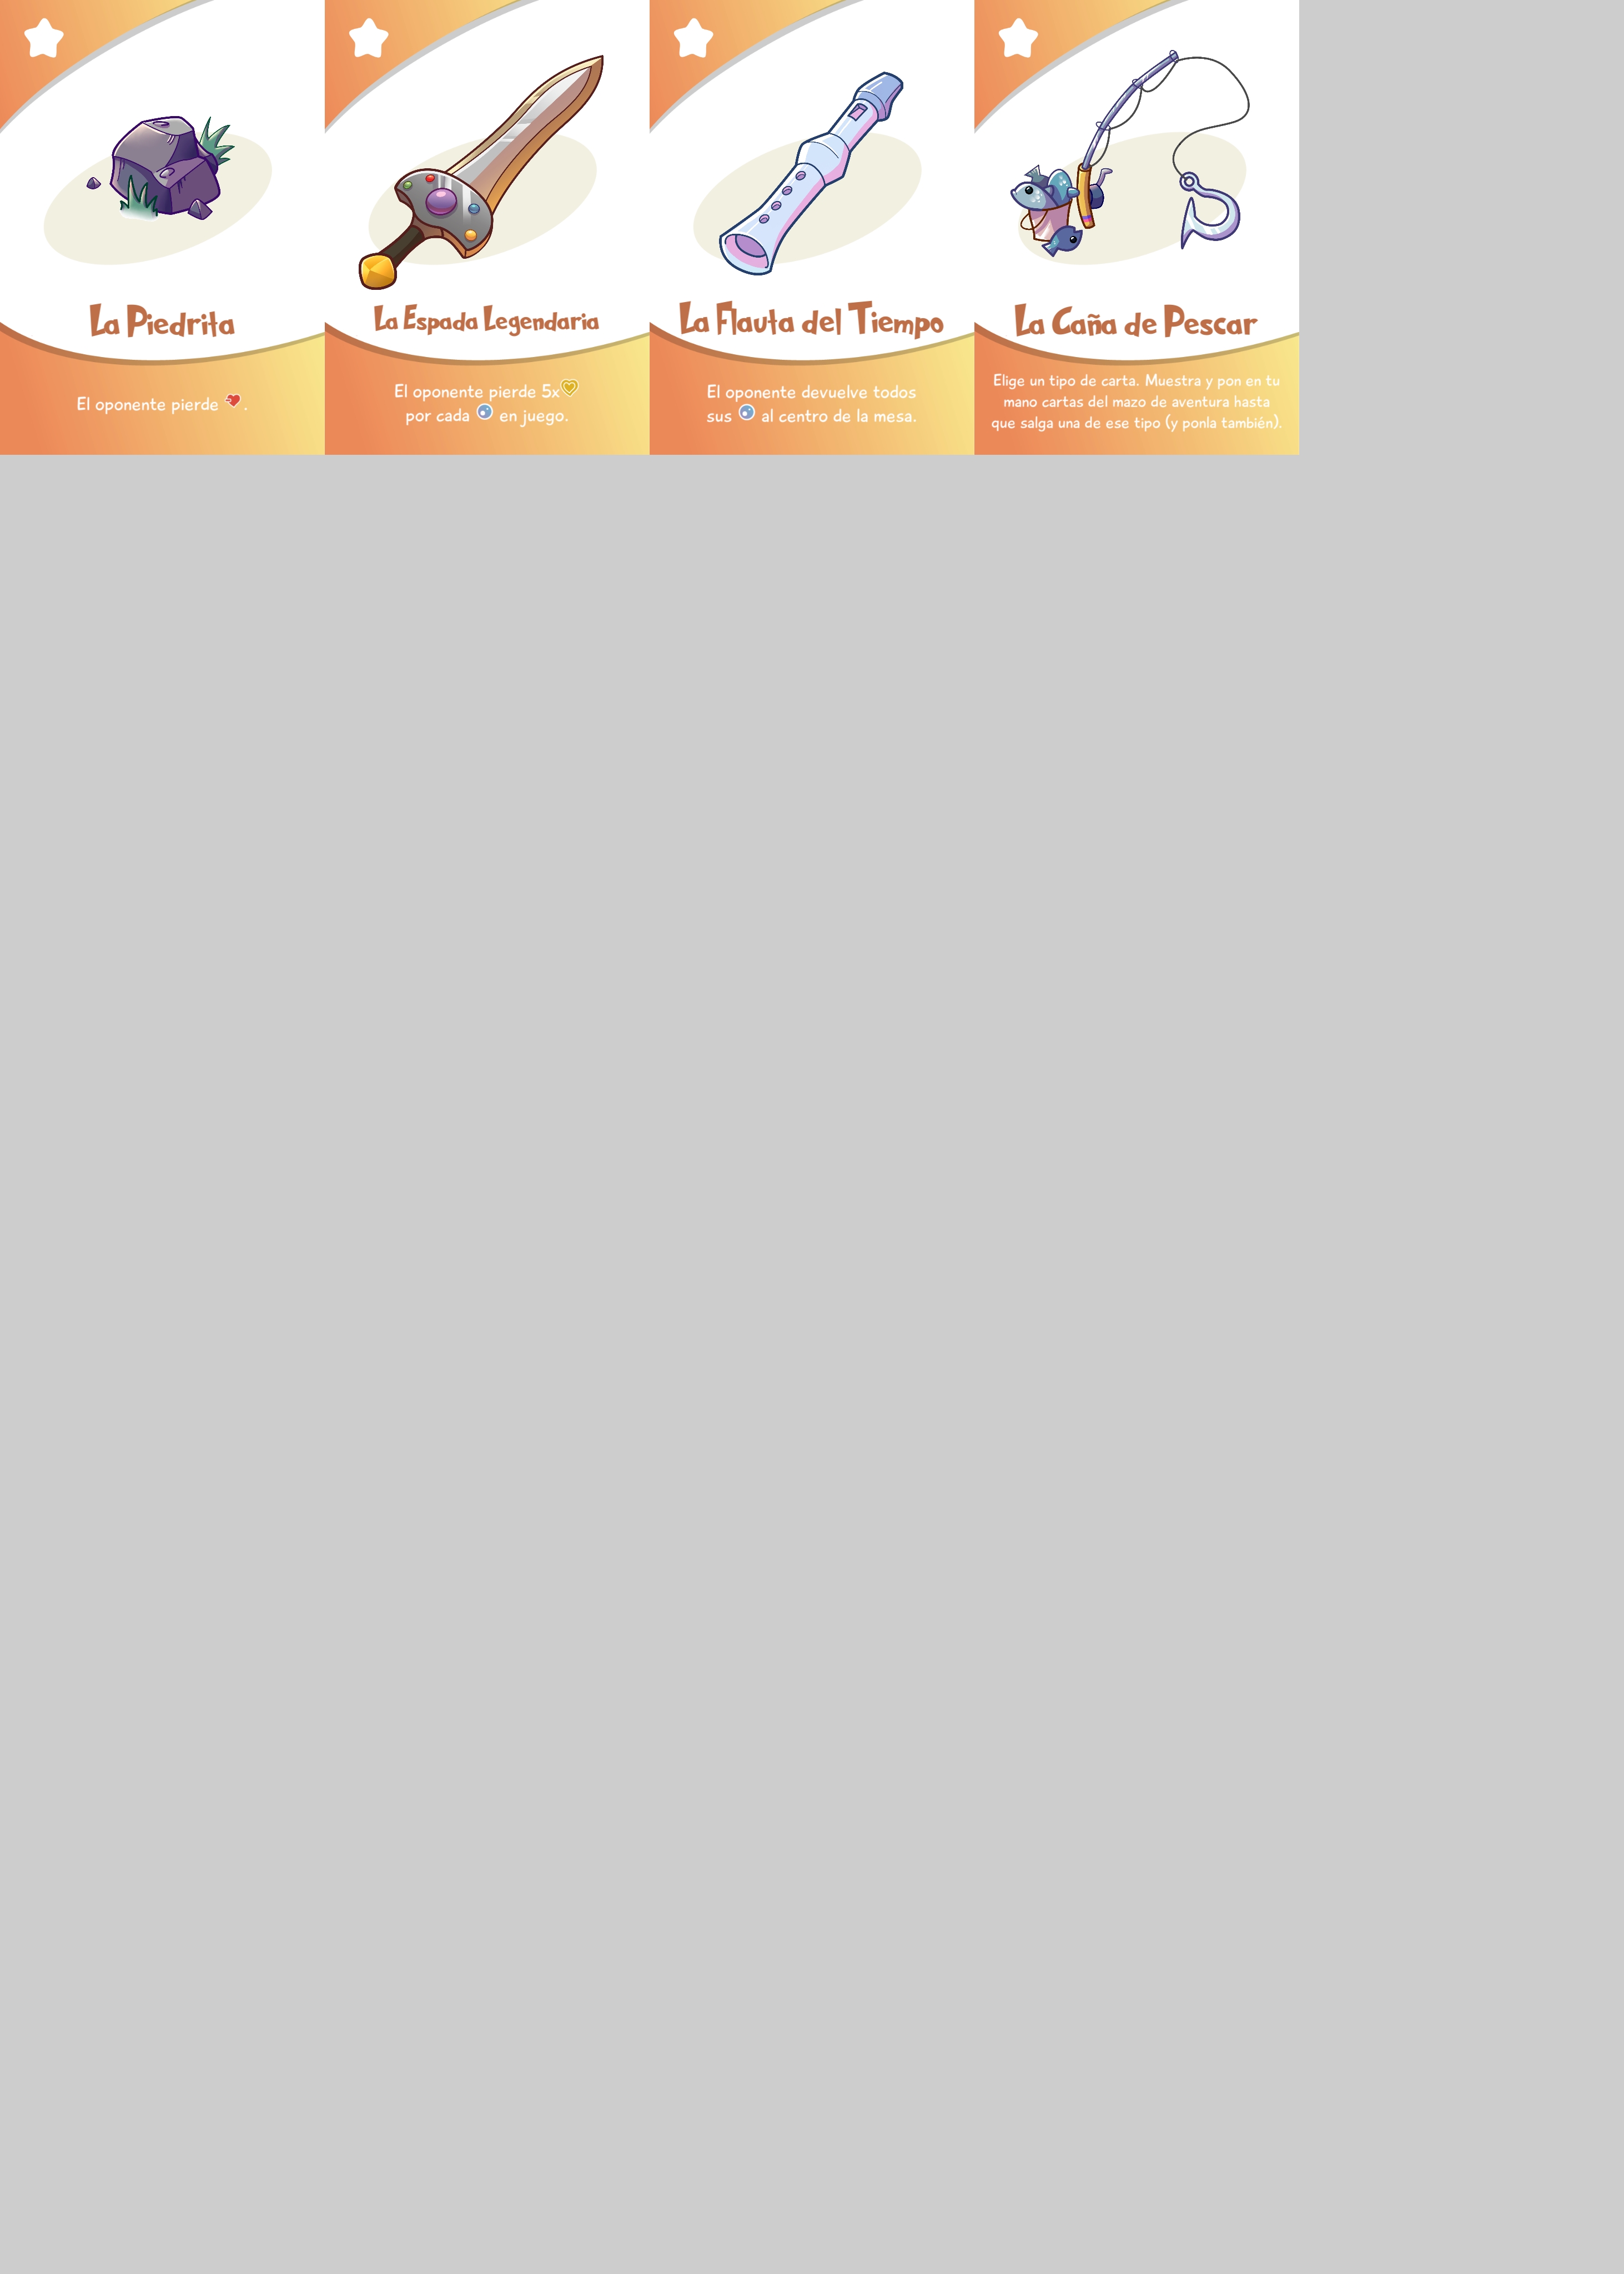 La Piedrita
El oponente pierde .
La Espada Legendaria
El oponente pierde 5x
por cada en juego.
La Flauta del Tiempo
El oponente devuelve todos
sus al centro de la mesa.
La Caña de Pescar
Elige un tipo de carta. Muestra y pon en tu
mano cartas del mazo de aventura hasta
que salga una de ese tipo (y ponla también).